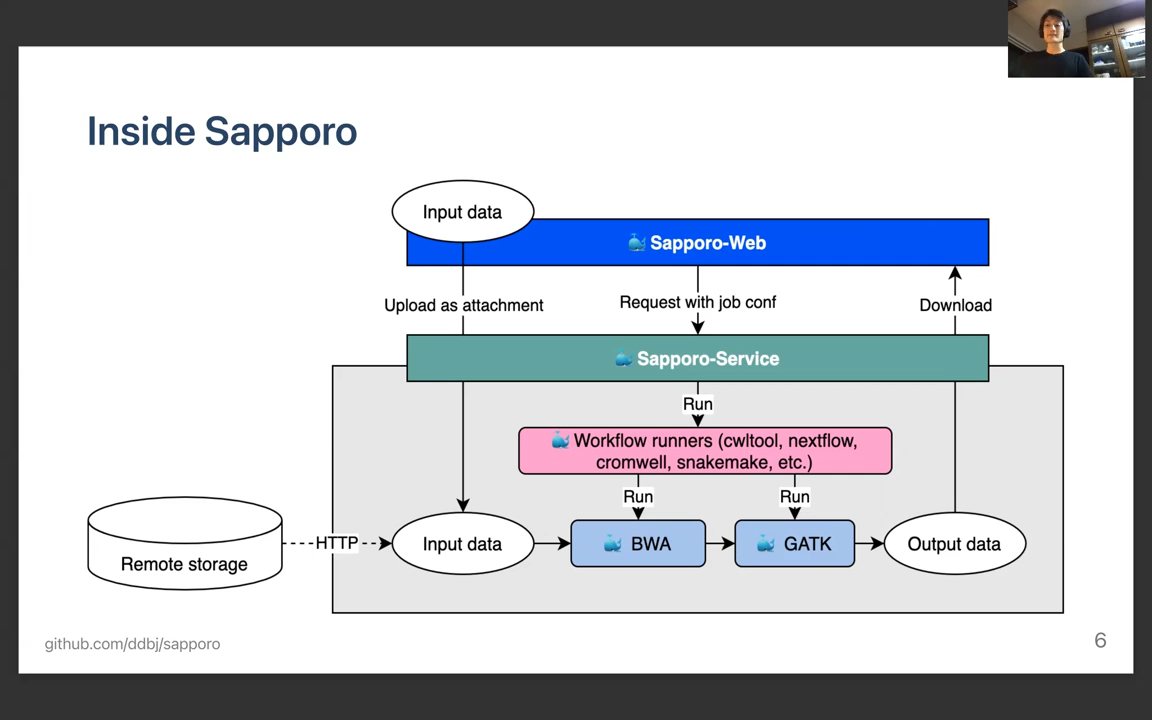 Inside Sapporo
Input data
Sapporo-Web
Upload as attachment
Request with job conf
Download
Sapporo-Service
Run
Workflow runners (cwltool, nextflow,
cromwell, snakemake, etc.)
Run
Run
Remote storage
HTTP
Input data
BWA
GATK
Output data
github.com/ddbj/sapporo
6